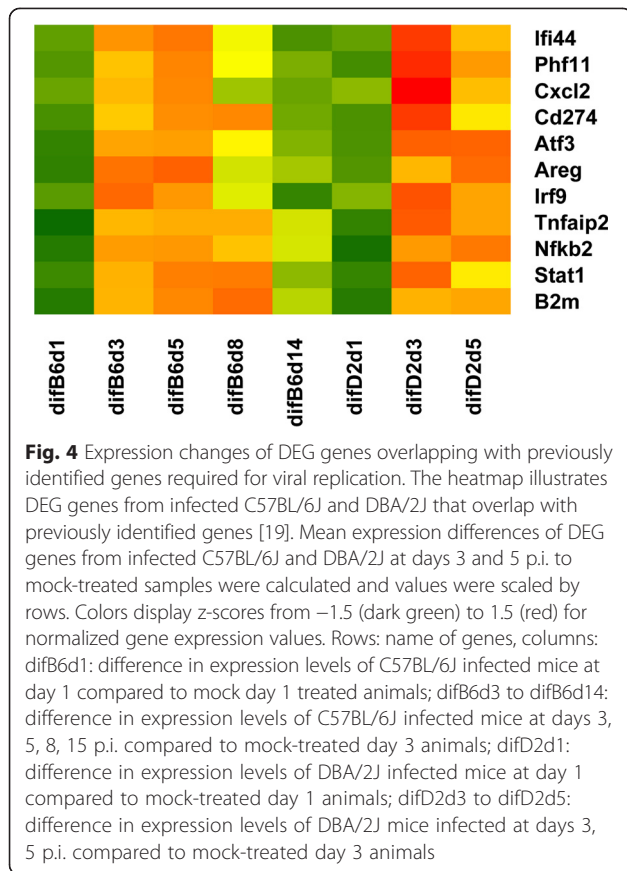 Ifi44
Phf11
Cxcl2
Cd274
Atf3
Areg
Irf9
Tnfaip2
Nfkb2
Stat1
B2m
difB6d1
difB6d3
difB6d5
difB6d8
difB6d14
difD2d1
difD2d3
difD2d5
Fig. 4 Expression changes of DEG genes overlapping with previously
identified genes required for viral replication. The heatmap illustrates
DEG genes from infected C57BL/6J and DBA/2J that overlap with
previously identified genes [19]. Mean expression differences of DEG
genes from infected C57BL/6J and DBA/2J at days 3 and 5 p.i. to
mock-treated samples were calculated and values were scaled by
rows. Colors display z-scores from −1.5 (dark green) to 1.5 (red) for
normalized gene expression values. Rows: name of genes, columns:
difB6d1: difference in expression levels of C57BL/6J infected mice at
day 1 compared to mock day 1 treated animals; difB6d3 to difB6d14:
difference in expression levels of C57BL/6J infected mice at days 3,
5, 8, 15 p.i. compared to mock-treated day 3 animals; difD2d1:
difference in expression levels of DBA/2J infected mice at day 1
compared to mock-treated day 1 animals; difD2d3 to difD2d5:
difference in expression levels of DBA/2J mice infected at days 3,
5 p.i. compared to mock-treated day 3 animals